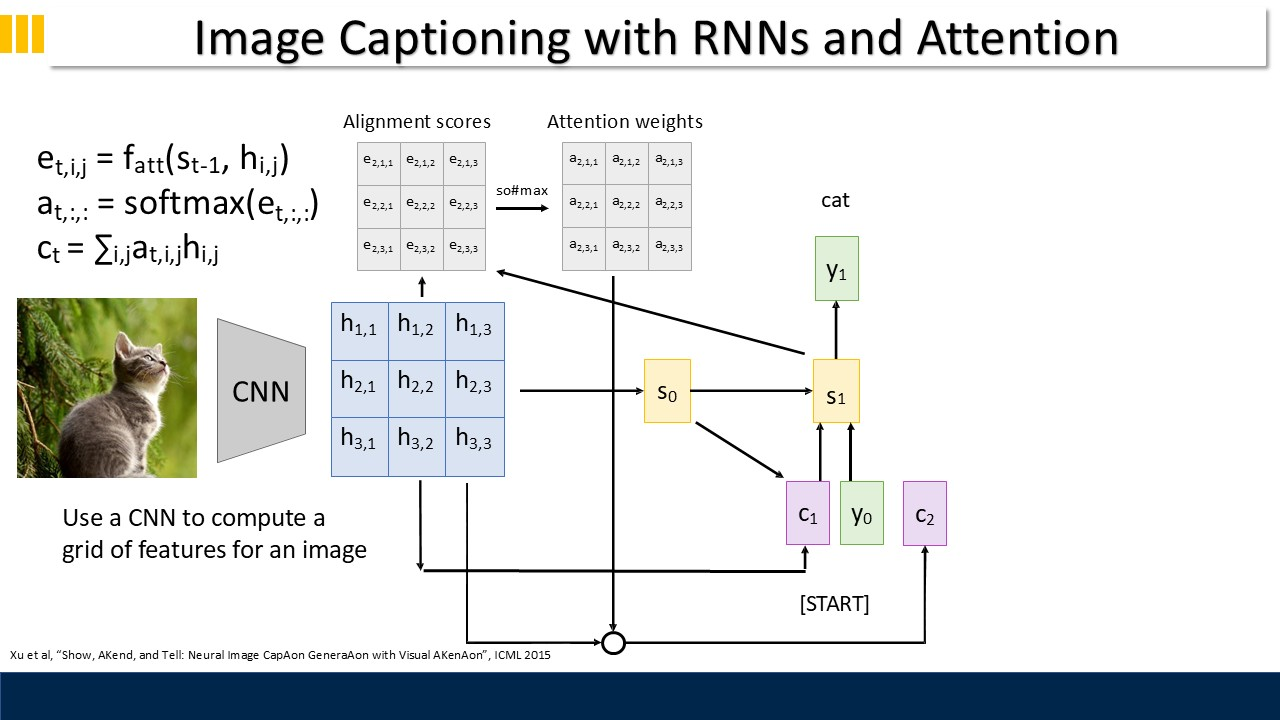 Image Captioning with RNNs and Attention
Alignment scores
Attention weights
e_{t,i,j} = f_{att}(s_{t-1}, h_{i,j})
a_{t,:,:} = softmax(e_{t,:,:})
c_t = ∑_{i,j}a_{t,i,j}h_{i,j}
e_{2,1,1} e_{2,1,2} e_{2,1,3}
e_{2,2,1} e_{2,2,2} e_{2,2,3}
e_{2,3,1} e_{2,3,2} e_{2,3,3}
so#max
a_{2,1,1} a_{2,1,2} a_{2,1,3}
a_{2,2,1} a_{2,2,2} a_{2,2,3}
a_{2,3,1} a_{2,3,2} a_{2,3,3}
cat
y_1
CNN
h_{1,1} h_{1,2} h_{1,3}
h_{2,1} h_{2,2} h_{2,3}
h_{3,1} h_{3,2} h_{3,3}
s_0
s_1
c_1
y_0
c_2
Use a CNN to compute a
grid of features for an image
[START]
Xu et al, “Show, AKend, and Tell: Neural Image CapAon GeneraAon with Visual AKenAon”, ICML 2015